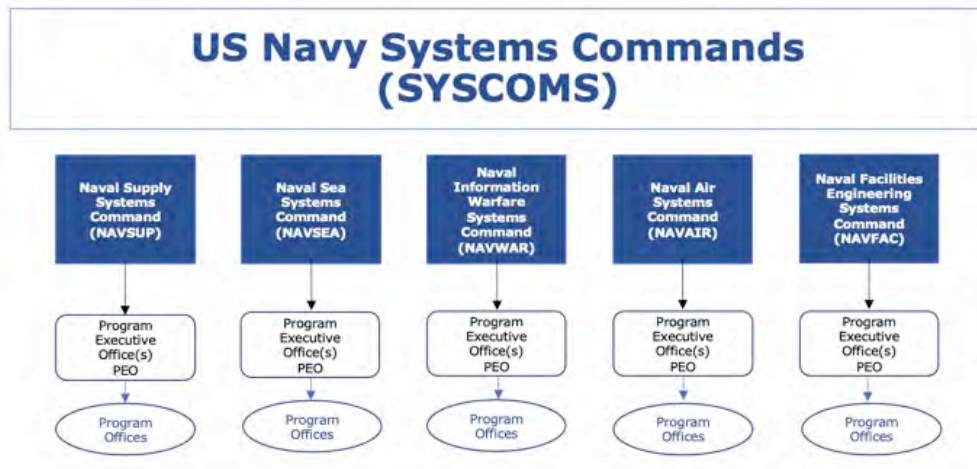 US Navy Systems Commands
(SYSCOMS)
Naval Supply
Systems
Command
(NAVSUP)
Naval Sea
Systems
Command
(NAVSEA)
Naval
Information
Warfare
Systems
Command
(NAVWAR)
Naval Air
Systems
Command
(NAVAIR)
Naval Facilities
Engineering
Systems
Command
(NAVFAC)
Program
Executive
Office(s)
PEO
Program
Executive
Office(s)
PEO
Program
Executive
Office(s)
PEO
Program
Executive
Office(s)
PEO
Program
Executive
Office(s)
PEO
Program
Offices
Program
Offices
Program
Offices
Program
Offices
Program
Offices